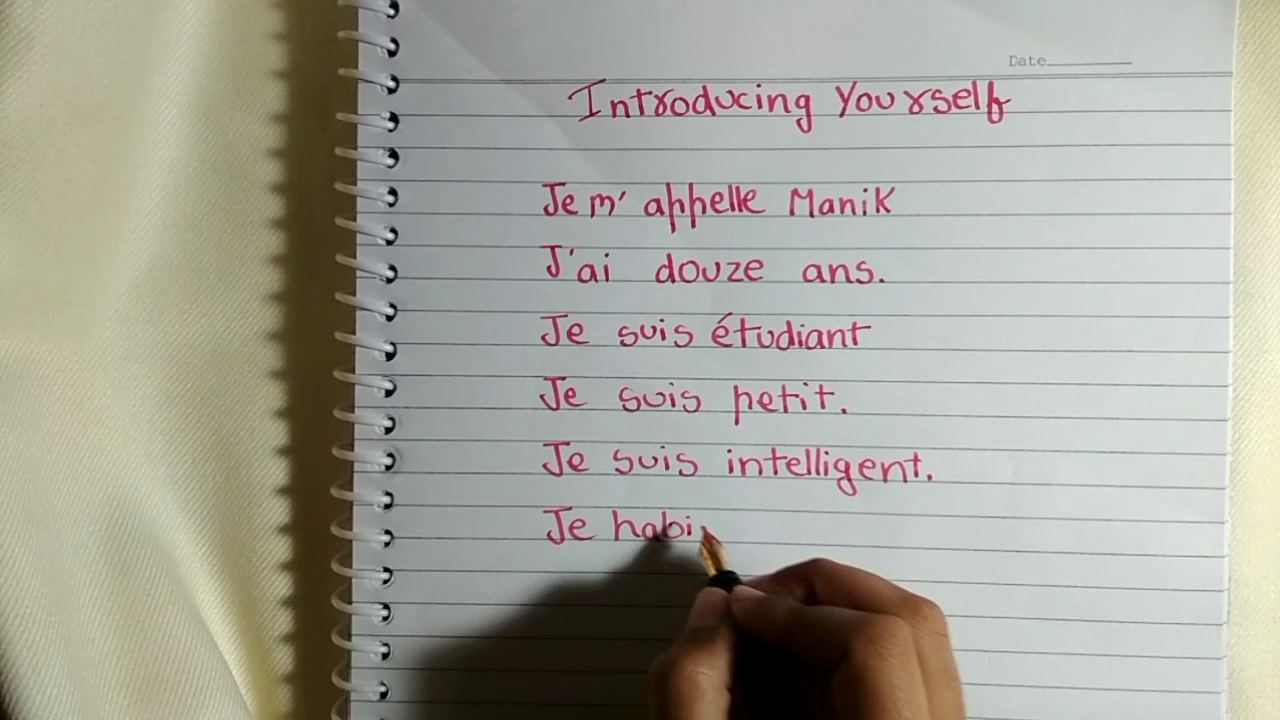 Date
Introducing Yourself
Je m'appelle Manik
J'ai douze ans.
Je suis étudiant
Je suis petit.
Je suis intelligent.
Je habi